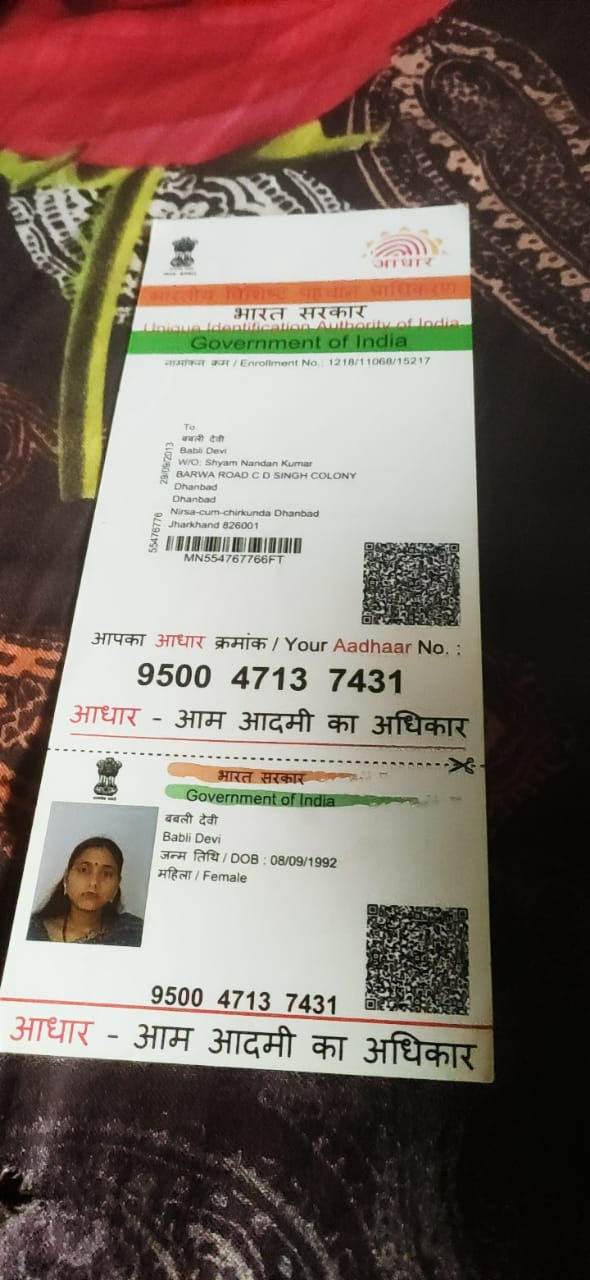 आधार
भारतीय विशिष्ट पहचान प्राधिकरण
भारत सरकार
Unique Identification Authority of India
Government of India
नामांकन क्रम / Enrollment No.: 1218/11068/15217
To
बबली देवी
Babli Devi
W/O: Shyam Nandan Kumar
BARWA ROAD C D SINGH COLONY
Dhanbad
Dhanbad
Nirsa-cum-chirkunda Dhanbad
Jharkhand 826001
29/09/2013
55476776
MN554767766FT
आपका आधार क्रमांक / Your Aadhaar No. :
9500 4713 7431
आधार - आम आदमी का अधिकार
भारत सरकार
Government of India
बबली देवी
Babli Devi
जन्म तिथि / DOB : 08/09/1992
महिला / Female
9500 4713 7431
आधार - आम आदमी का अधिकार